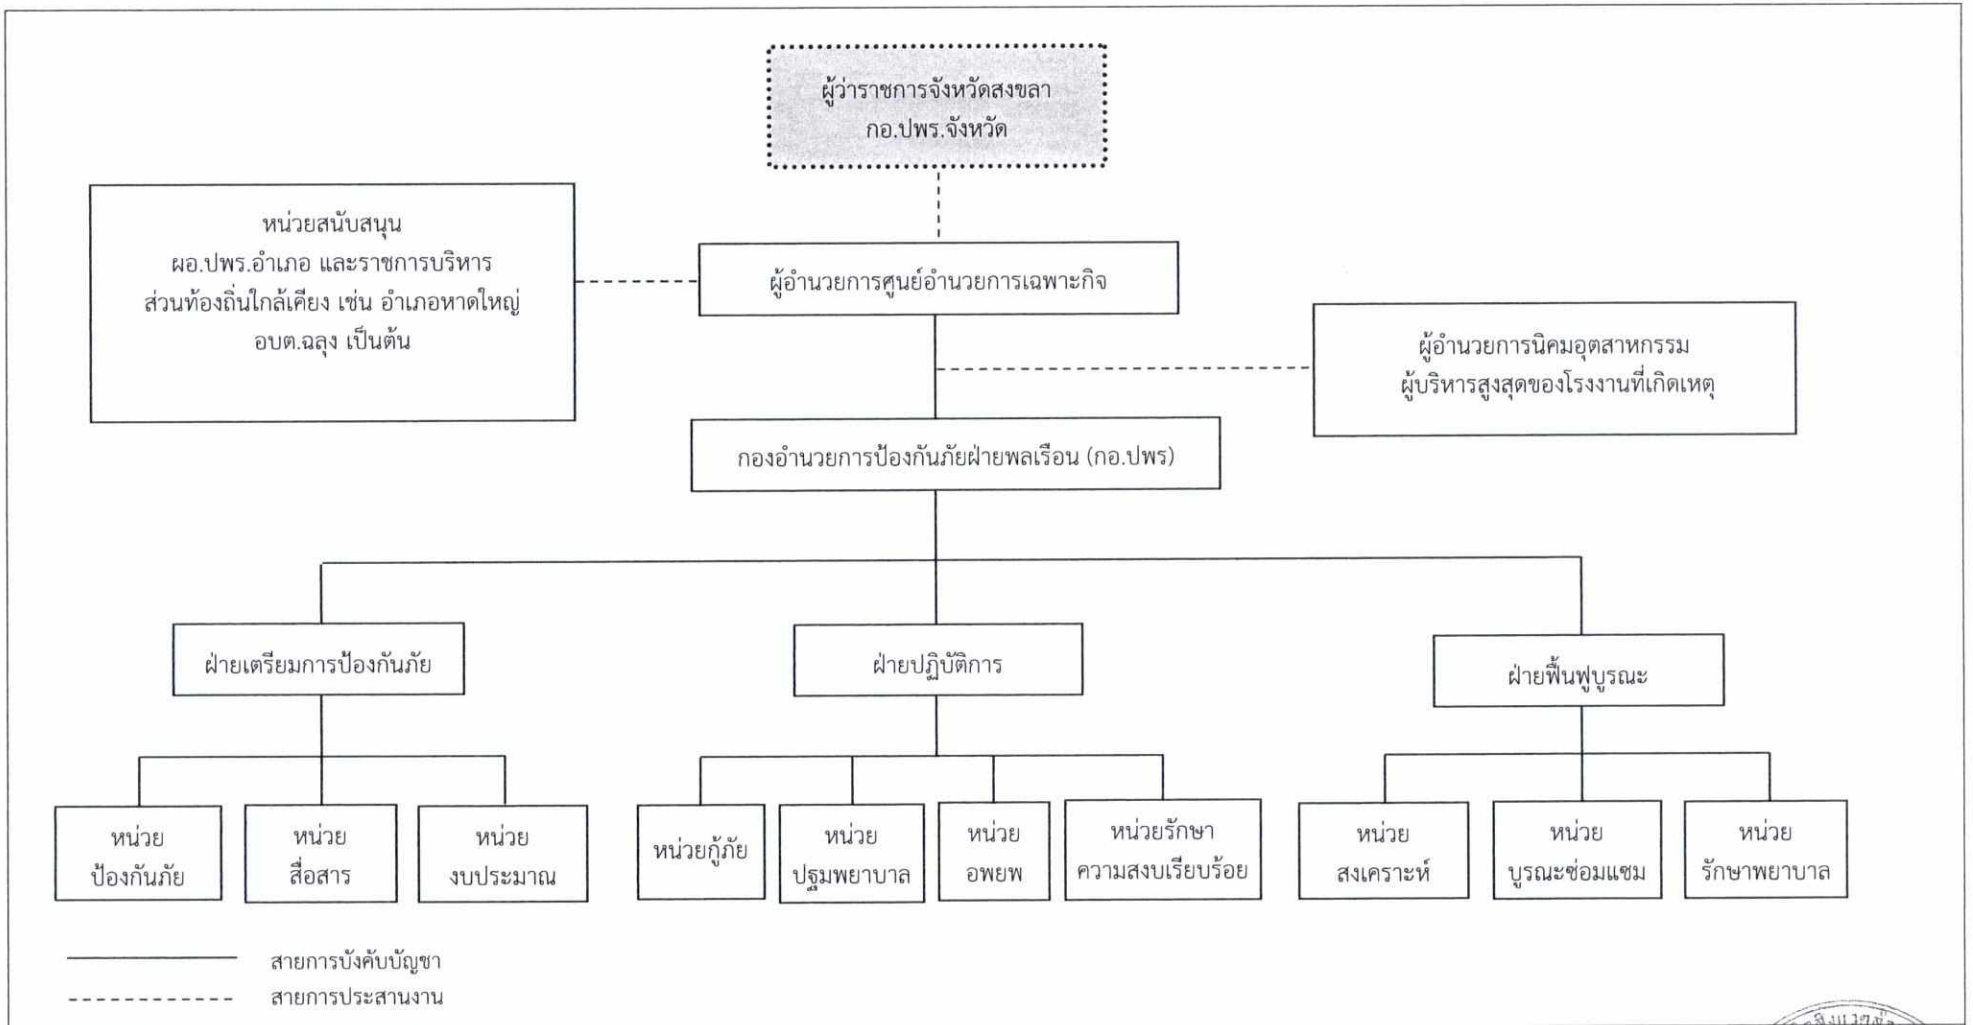 ผู้ว่าราชการจังหวัดสงขลา
กอ.ปพร.จังหวัด
หน่วยสนับสนุน
ผอ.ปพร.อำเภอ และราชการบริหาร
ส่วนท้องถิ่นใกล้เคียง เช่น อำเภอหาดใหญ่
อบต.ฉลุง เป็นต้น
ผู้อำนวยการศูนย์อำนวยการเฉพาะกิจ
ผู้อำนวยการนิคมอุตสาหกรรม
ผู้บริหารสูงสุดของโรงงานที่เกิดเหตุ
กองอำนวยการป้องกันภัยฝ่ายพลเรือน (กอ.ปพร)
ฝ่ายเตรียมการป้องกันภัย
ฝ่ายปฏิบัติการ
ฝ่ายฟื้นฟูบูรณะ
หน่วย
ป้องกันภัย
หน่วย
สื่อสาร
หน่วย
งบประมาณ
หน่วยกู้ภัย
หน่วย
ปฐมพยาบาล
หน่วย
อพยพ
หน่วยรักษา
ความสงบเรียบร้อย
หน่วย
สงเคราะห์
หน่วย
บูรณะซ่อมแซม
หน่วย
รักษาพยาบาล
สายการบังคับบัญชา
สายการประสานงาน